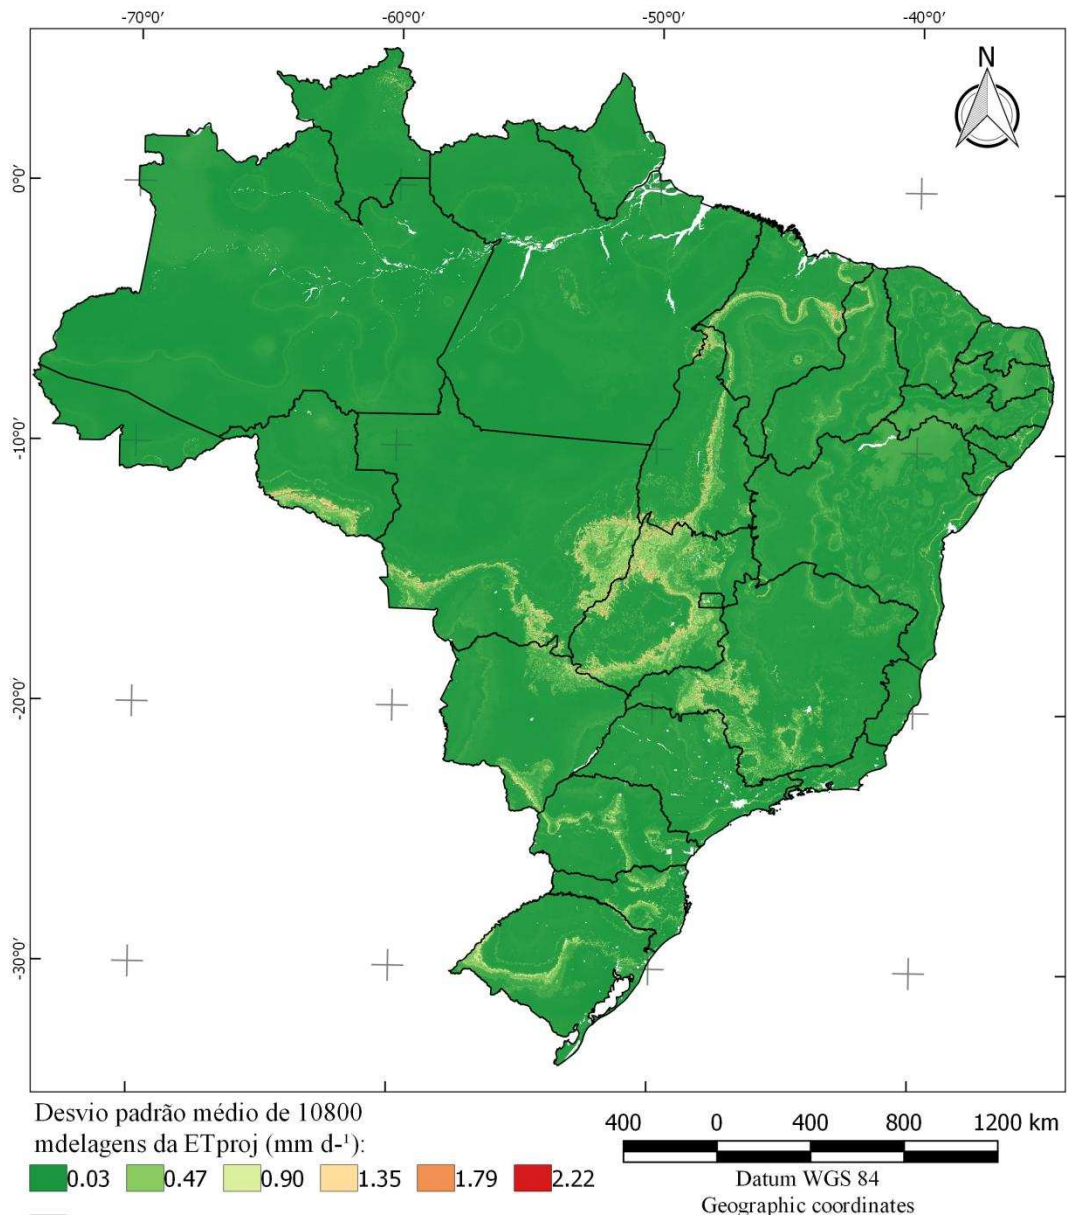 -70°0′ -60°0′ -50°0′ -40°0′
N
0°0′
-10°0′
-20°0′
-30°0′
Desvio padrão médio de 10800
mdelagens da ETproj (mm d-¹):
0.03 0.47 0.90 1.35 1.79 2.22
400 0 400 800 1200 km
Datum WGS 84
Geographic coordinates